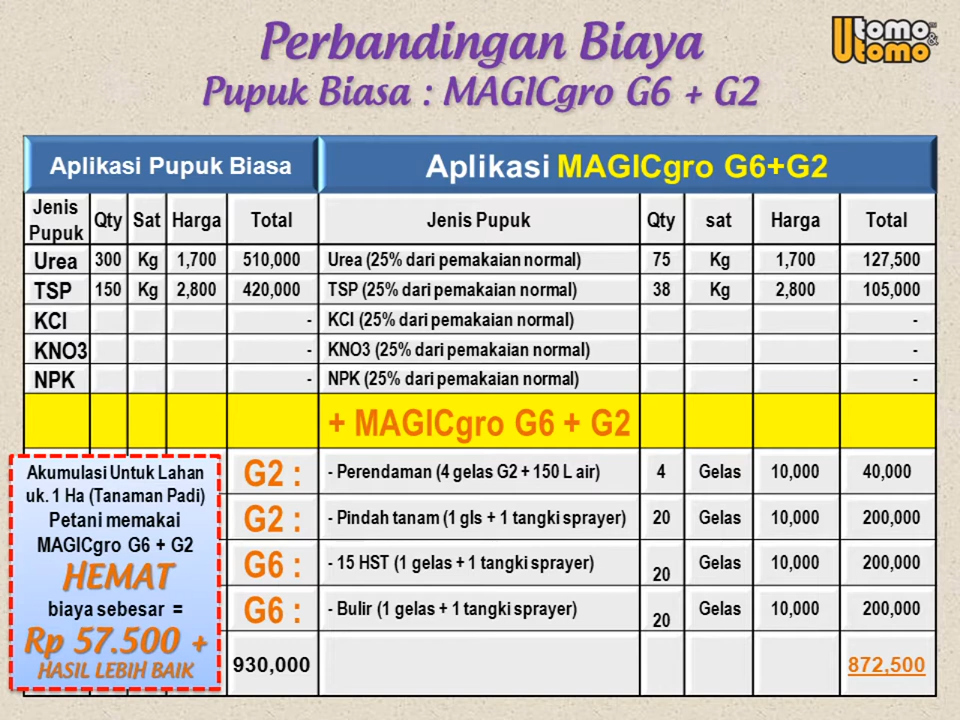 Perbandingan Biaya
Pupuk Biasa : MAGICgro G6 + G2
Utomo & Utomo
Aplikasi Pupuk Biasa Aplikasi MAGICgro G6+G2
Jenis Pupuk Qty Sat Harga Total Jenis Pupuk Qty sat Harga Total
Urea 300 Kg 1,700 510,000 Urea (25% dari pemakaian normal) 75 Kg 1,700 127,500
TSP 150 Kg 2,800 420,000 TSP (25% dari pemakaian normal) 38 Kg 2,800 105,000
KCl - KCl (25% dari pemakaian normal) -
KNO3 - KNO3 (25% dari pemakaian normal) -
NPK - NPK (25% dari pemakaian normal) -
+ MAGICgro G6 + G2
G2 : - Perendaman (4 gelas G2 + 150 L air) 4 Gelas 10,000 40,000
G2 : - Pindah tanam (1 gls + 1 tangki sprayer) 20 Gelas 10,000 200,000
G6 : - 15 HST (1 gelas + 1 tangki sprayer) 20 Gelas 10,000 200,000
G6 : - Bulir (1 gelas + 1 tangki sprayer) 20 Gelas 10,000 200,000
930,000 872,500
Akumulasi Untuk Lahan
uk. 1 Ha (Tanaman Padi)
Petani memakai
MAGICgro G6 + G2
HEMAT
biaya sebesar =
Rp 57.500 +
HASIL LEBIH BAIK